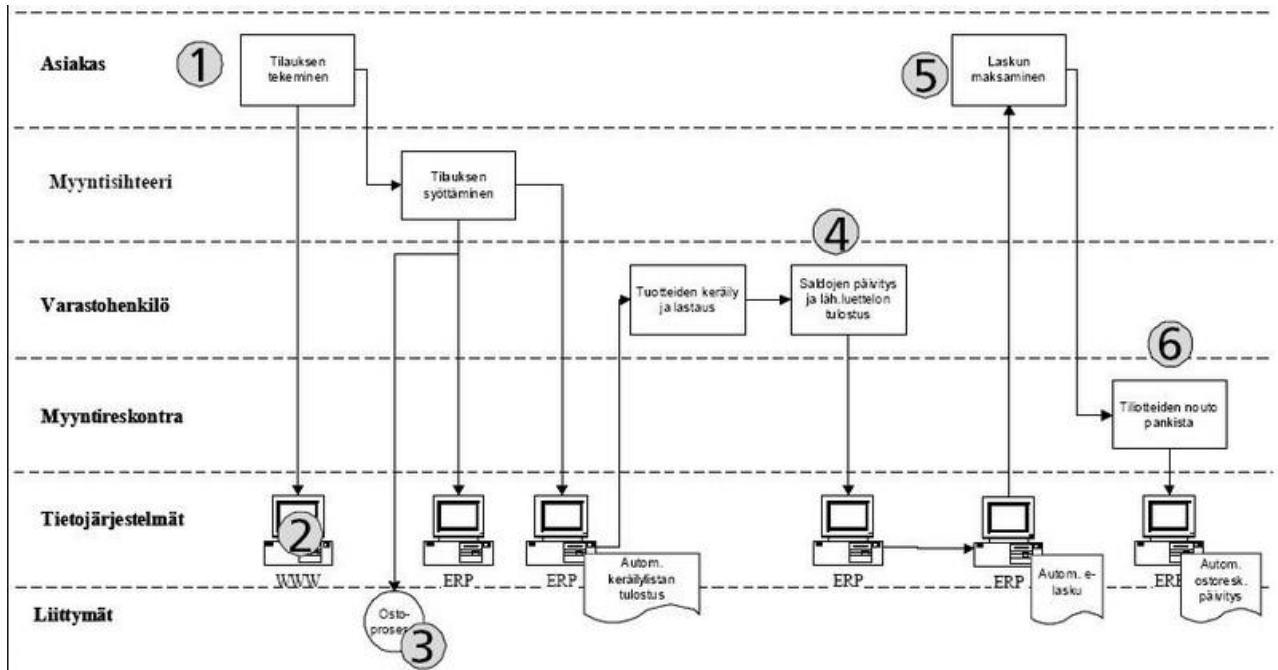 Asiakas
1
Tilauksen
tekeminen
5
Laskun
maksaminen
Myyntisihteeri
Tilauksen
syöttäminen
4
Varastohenkilö
Tuotteiden keräily
ja lastaus
Saldojen päivitys
ja läh.luettelon
tulostus
6
Myyntireskontra
Tiliotteiden nouto
pankista
Tietojärjestelmät
2
WWW
ERP
ERP
Autom.
keräilylistan
tulostus
ERP
ERP
Autom. e-
lasku
Autom.
ostoresk.
päivitys
Liittymät
Osto-
3